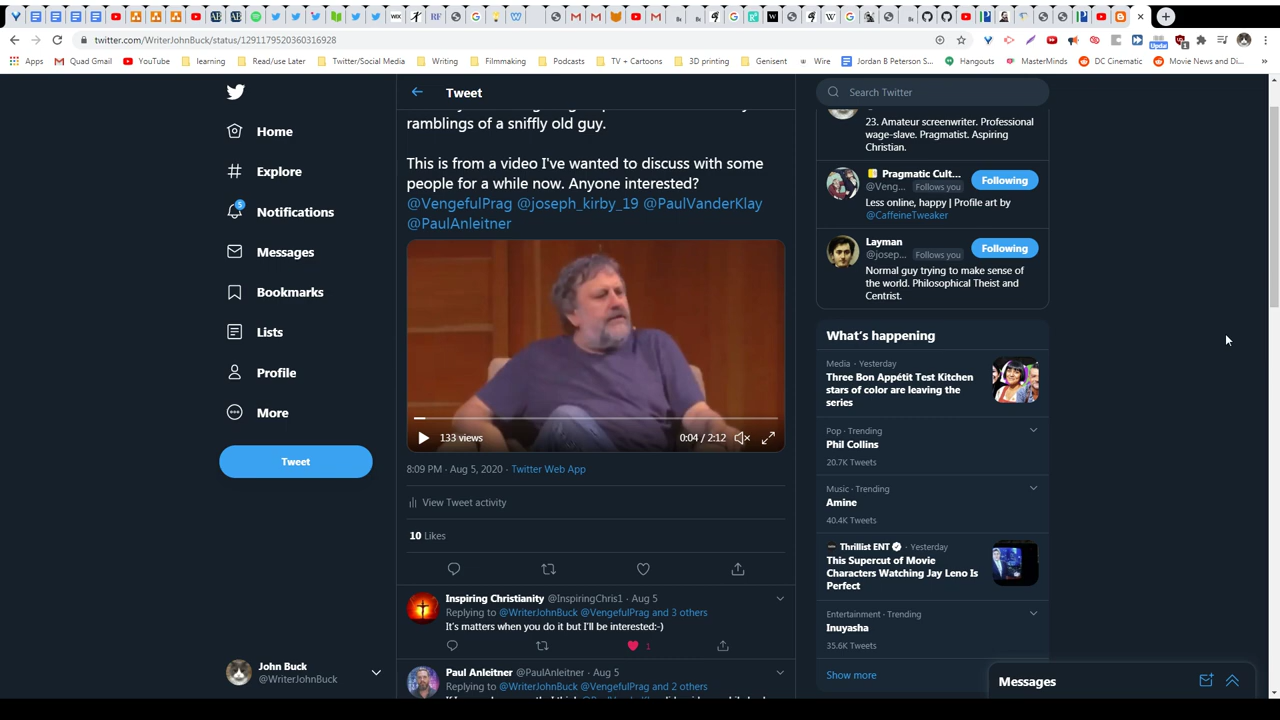 twitter.com/WriterJohnBuck/status/1291179520360316928
Apps
Quad Gmail
YouTube
learning
Read/use Later
Twitter/Social Media
Writing
Filmmaking
Podcasts
TV + Cartoons
3D printing
Genisent
Wire
Jordan B Peterson S...
Hangouts
MasterMinds
DC Cinematic
Movie News and Di...
Home
Explore
5
Notifications
Messages
Bookmarks
Lists
Profile
More
Tweet
John Buck
@WriterJohnBuck
Tweet
ramblings of a sniffly old guy.
This is from a video I've wanted to discuss with some
people for a while now. Anyone interested?
@VengefulPrag @joseph_kirby_19 @PaulVanderKlay
@PaulAnleitner
133 views
0:04 / 2:12
8:09 PM · Aug 5, 2020 · Twitter Web App
View Tweet activity
10 Likes
Inspiring Christianity @InspiringChris1 · Aug 5
Replying to @WriterJohnBuck @VengefulPrag and 3 others
It's matters when you do it but I'll be interested:-)
1
Paul Anleitner @PaulAnleitner · Aug 5
Replying to @WriterJohnBuck @VengefulPrag and 2 others
Search Twitter
23. Amateur screenwriter. Professional
wage-slave. Pragmatist. Aspiring
Christian.
Pragmatic Cult...
@Veng... Follows you
Following
Less online, happy | Profile art by
@CaffeineTweaker
Layman
@josep... Follows you
Following
Normal guy trying to make sense of
the world. Philosophical Theist and
Centrist.
What's happening
Media · Yesterday
Three Bon Appétit Test Kitchen
stars of color are leaving the
series
Pop · Trending
Phil Collins
20.7K Tweets
Music · Trending
Amine
40.4K Tweets
Thrillist ENT · Yesterday
This Supercut of Movie
Characters Watching Jay Leno Is
Perfect
Entertainment · Trending
Inuyasha
35.6K Tweets
Show more
Messages